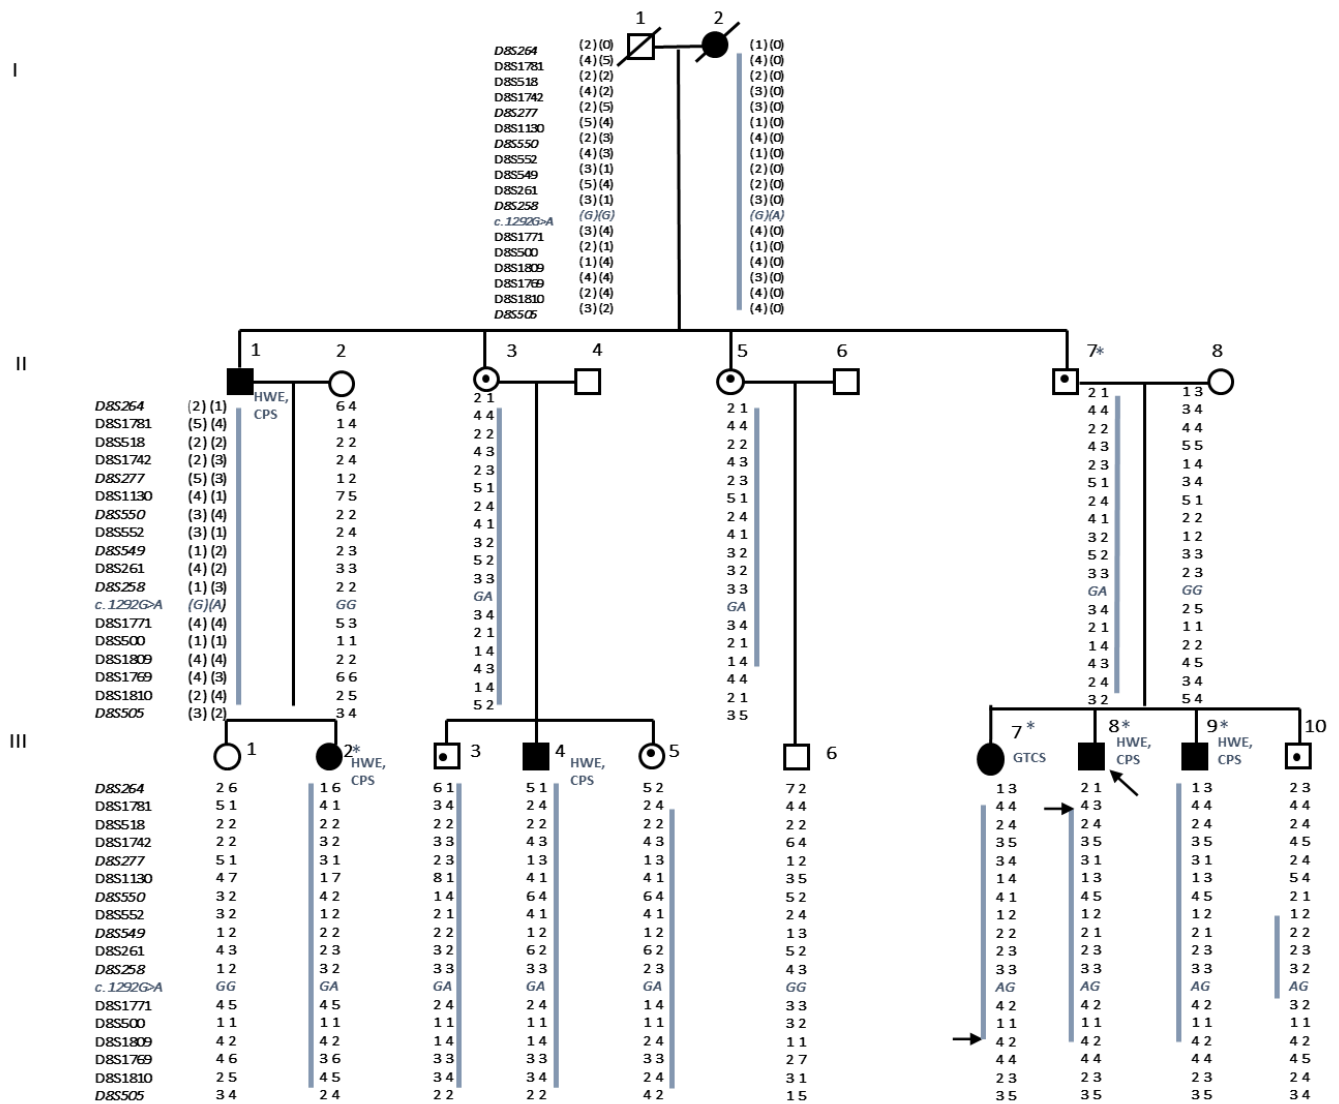 1 2
D8S264 (2)(0) (1)(0)
D8S1781 (4)(5) (4)(0)
I
D8S518 (2)(2) (2)(0)
D8S1742 (4)(2) (3)(0)
D8S277 (2)(5) (3)(0)
D8S1130 (5)(4) (1)(0)
D8S550 (2)(3) (4)(0)
D8S552 (4)(3) (1)(0)
D8S549 (3)(1) (2)(0)
D8S261 (5)(4) (2)(0)
D8S258 (3)(1) (3)(0)
c.1292G>A (G)(G) (G)(A)
D8S1771 (3)(4) (4)(0)
D8S500 (2)(1) (1)(0)
D8S1809 (1)(4) (4)(0)
D8S1769 (4)(4) (3)(0)
D8S1810 (2)(4) (4)(0)
D8S505 (3)(2) (4)(0)
II
1 2 3 4 5 6 7* 8
HWE,
CPS
D8S264 (2)(1) 6 4 2 1 2 1 2 1 1 3
D8S1781 (5)(4) 1 4 4 4 4 4 4 4 3 4
D8S518 (2)(2) 2 2 2 2 2 2 2 2 4 4
D8S1742 (2)(3) 2 4 4 3 4 3 4 3 5 5
D8S277 (5)(3) 1 2 2 3 2 3 2 3 1 4
D8S1130 (4)(1) 7 5 5 1 5 1 5 1 3 4
D8S550 (3)(4) 2 2 2 4 2 4 2 4 5 1
D8S552 (3)(1) 2 4 4 1 4 1 4 1 2 2
D8S549 (1)(2) 2 3 3 2 3 2 3 2 1 2
D8S261 (4)(2) 3 3 5 2 3 2 5 2 3 3
D8S258 (1)(3) 2 2 3 3 3 3 3 3 2 3
c.1292G>A (G)(A) GG GA GA GA GG
D8S1771 (4)(4) 5 3 3 4 3 4 3 4 2 5
D8S500 (1)(1) 1 1 2 1 2 1 2 1 1 1
D8S1809 (4)(4) 2 2 1 4 1 4 1 4 2 2
D8S1769 (4)(3) 6 6 4 3 4 4 4 3 4 5
D8S1810 (2)(4) 2 5 1 4 2 1 2 4 3 4
D8S505 (3)(2) 3 4 5 2 3 5 3 2 5 4
III
1 2* 3 4 5 6 7* 8* 9* 10
HWE,
CPS
HWE,
CPS
GTCS
HWE,
CPS
HWE,
CPS
D8S264 2 6 1 6 6 1 5 1 5 2 7 2 1 3 2 1 1 3 2 3
D8S1781 5 1 4 1 3 4 2 4 2 4 4 4 4 4 4 3 4 4 4 4
D8S518 2 2 2 2 2 2 2 2 2 2 2 2 2 4 2 4 2 4 2 4
D8S1742 2 2 3 2 3 3 4 3 4 3 6 4 3 5 3 5 3 5 4 5
D8S277 5 1 3 1 2 3 1 3 1 3 1 2 3 4 3 1 3 1 2 4
D8S1130 4 7 1 7 8 1 4 1 4 1 3 5 1 4 1 3 1 3 5 4
D8S550 3 2 4 2 1 4 6 4 6 4 5 2 4 1 4 5 4 5 2 1
D8S552 3 2 1 2 2 1 4 1 4 1 2 4 1 2 1 2 1 2 1 2
D8S549 1 2 2 2 2 2 1 2 1 2 1 3 2 2 2 1 2 1 2 2
D8S261 4 3 2 3 3 2 6 2 6 2 5 2 2 3 2 3 2 3 2 3
D8S258 1 2 3 2 3 3 3 3 2 3 4 3 3 3 3 3 3 3 3 2
c.1292G>A GG GA GA GA GA GG AG AG AG AG
D8S1771 4 5 4 5 2 4 2 4 1 4 3 3 4 2 4 2 4 2 3 2
D8S500 1 1 1 1 1 1 1 1 1 1 3 2 1 1 1 1 1 1 1 1
D8S1809 4 2 4 2 1 4 1 4 2 4 1 1 4 2 4 2 4 2 4 2
D8S1769 4 6 3 6 3 3 3 3 3 3 2 7 4 4 4 4 4 4 4 5
D8S1810 2 5 4 5 3 4 3 4 2 4 3 1 2 3 2 3 2 3 2 4
D8S505 3 4 2 4 2 2 2 2 4 2 1 5 3 5 3 5 3 5 3 4